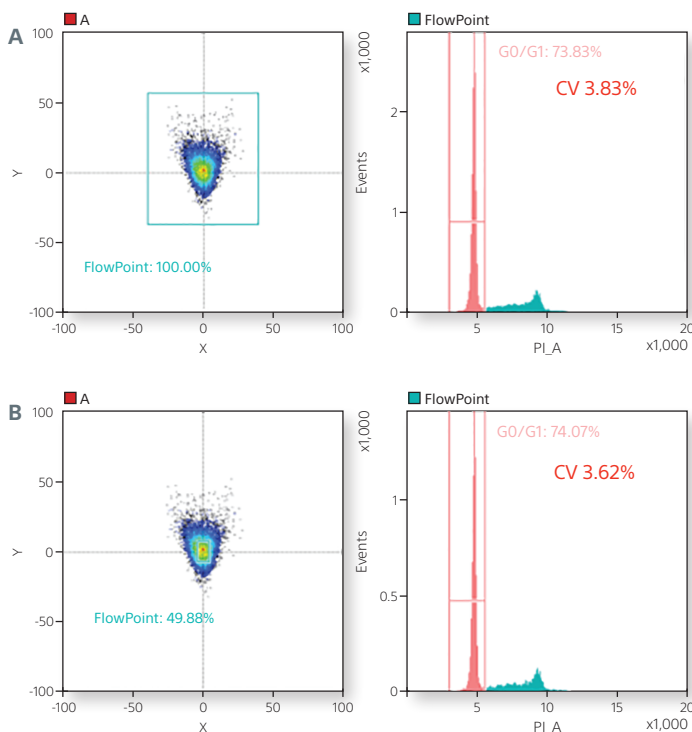 A
A
100
50
0
-50
-100
Y
FlowPoint: 100.00%
-100
-50
0
50
100
X
FlowPoint
x1,000
G0/G1: 73.83%
CV 3.83%
2
1
0
Events
5
10
15
20
PI_A
x1,000
B
A
100
50
0
-50
-100
Y
FlowPoint: 49.88%
-100
-50
0
50
100
X
FlowPoint
x1,000
G0/G1: 74.07%
CV 3.62%
1
0.5
0
Events
5
10
15
20
PI_A
x1,000